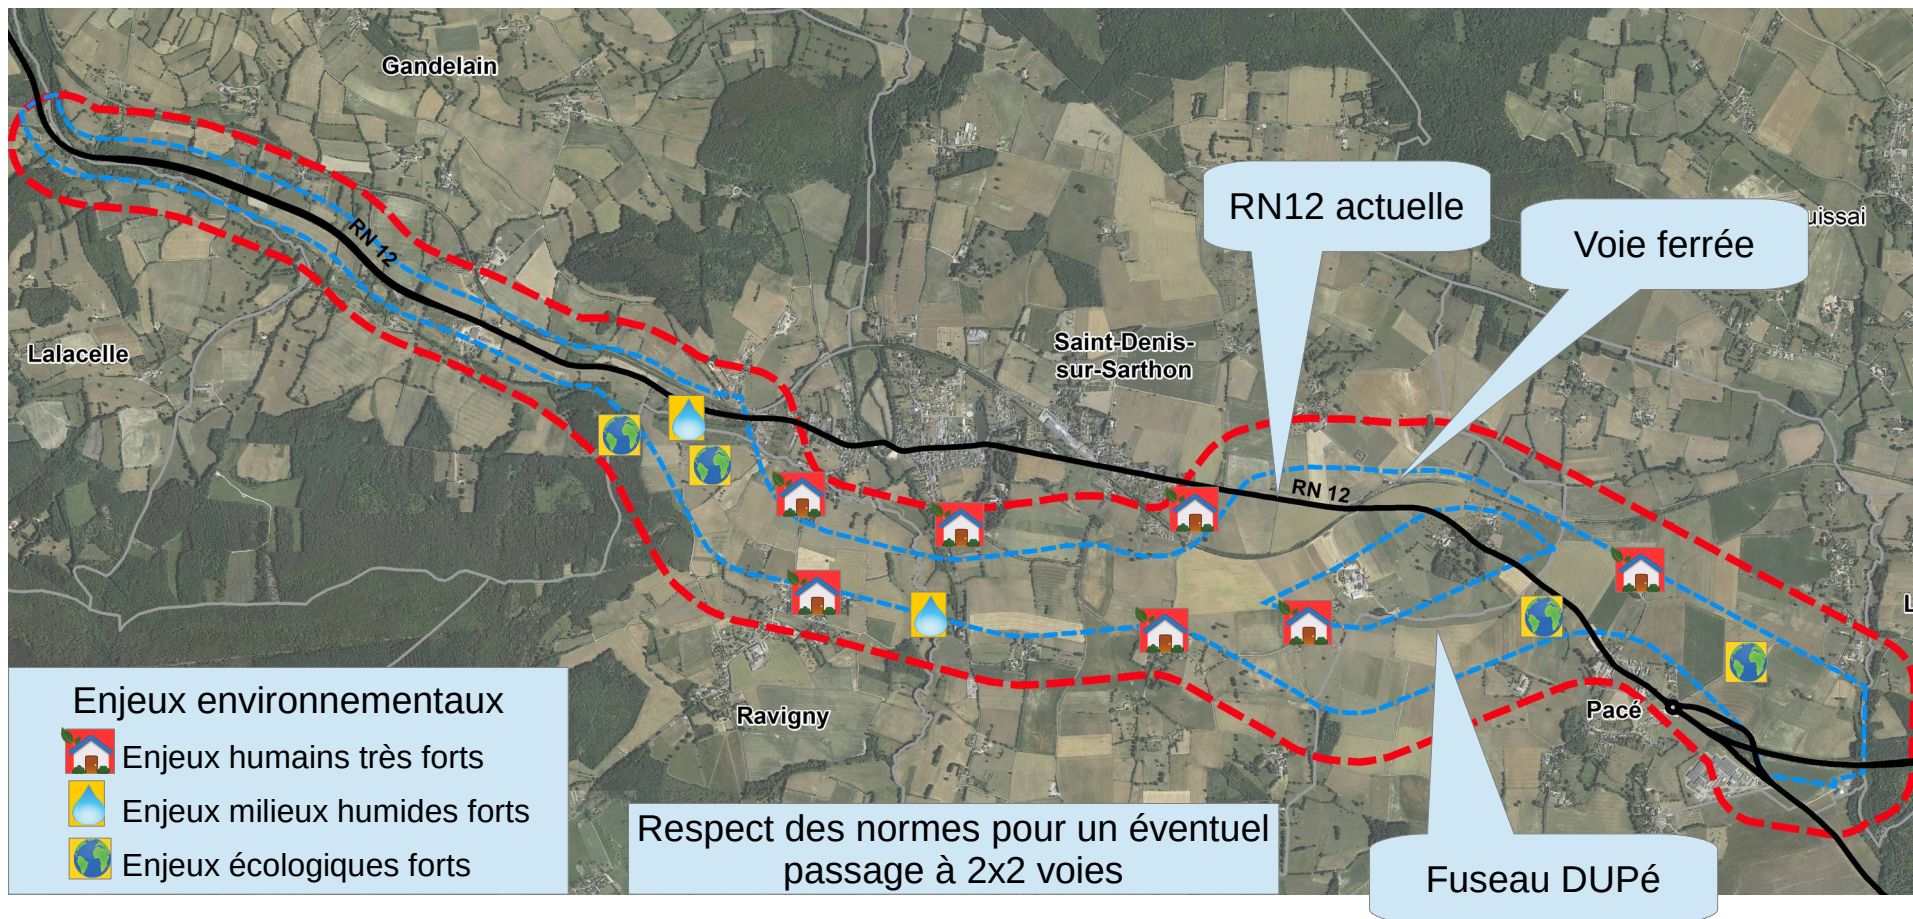 Gandelain
RN12 actuelle
Voie ferrée
uissai
RN 12
Lalacelle
Saint-Denis-
sur-Sarthon
RN 12
L
Enjeux environnementaux
Enjeux humains très forts
Enjeux milieux humides forts
Enjeux écologiques forts
Ravigny
Pacé
Respect des normes pour un éventuel
passage à 2x2 voies
Fuseau DUPé